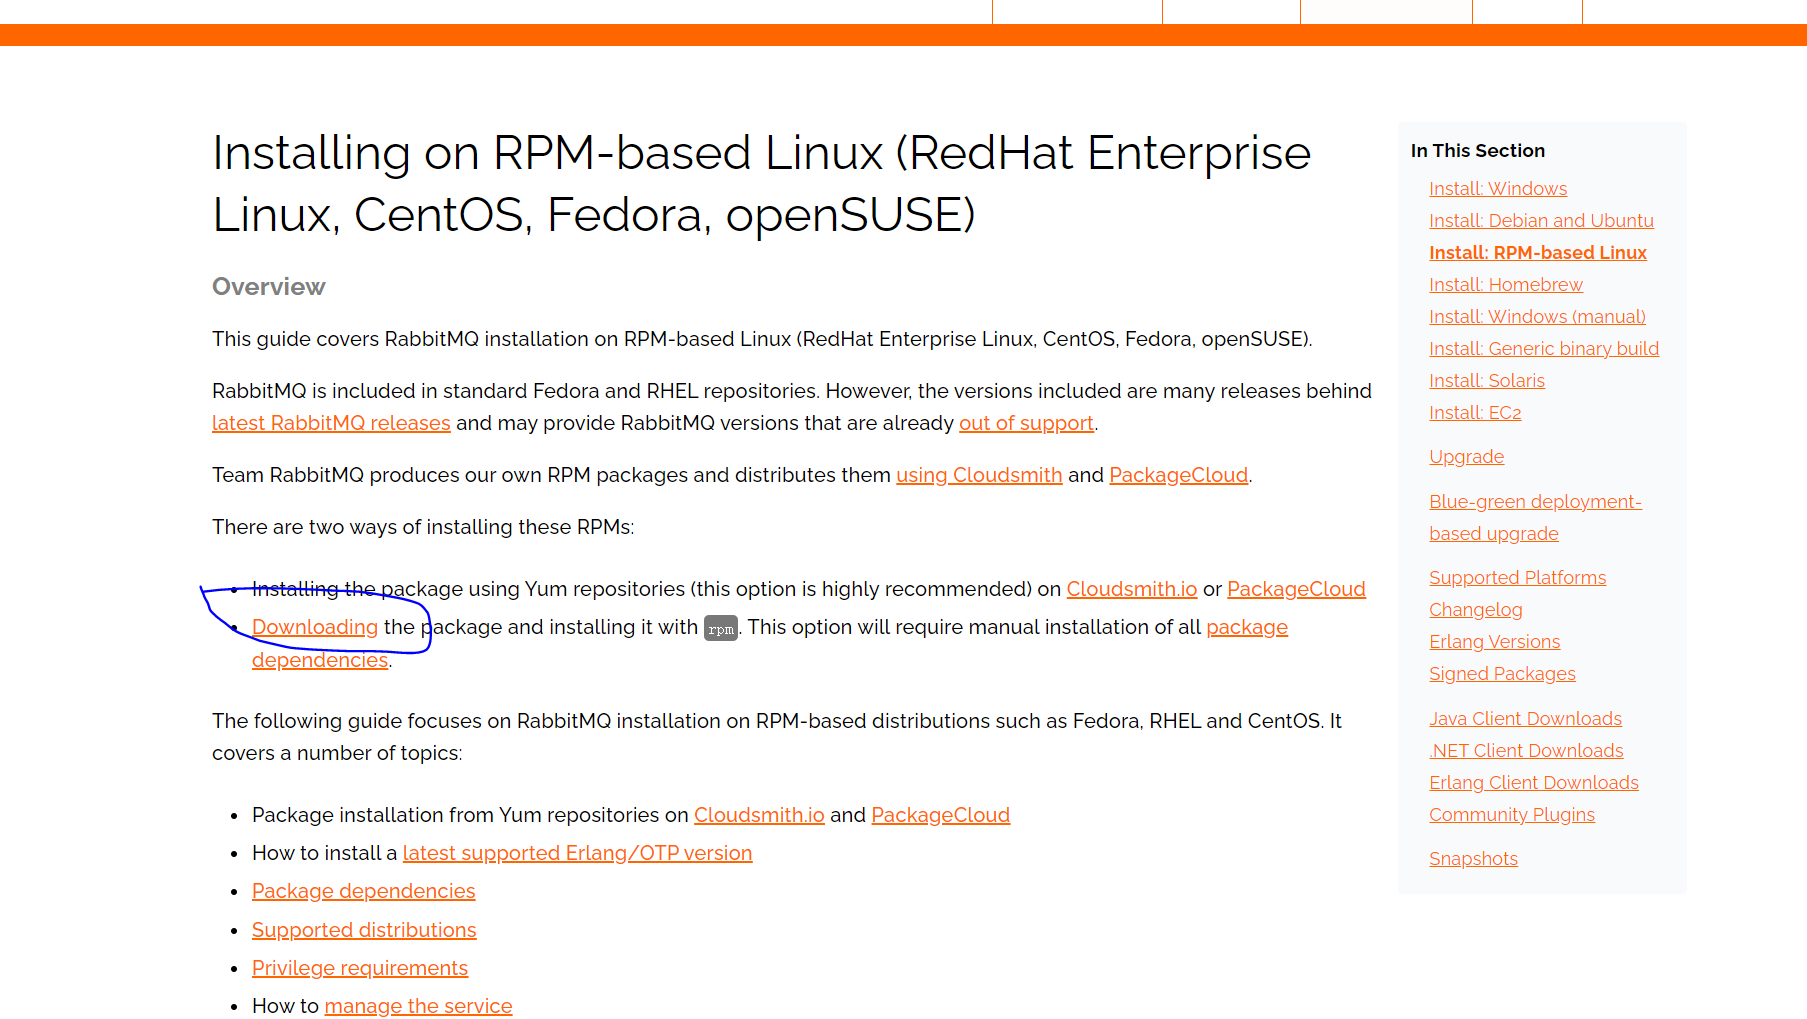 Installing on RPM-based Linux (RedHat Enterprise
Linux, CentOS, Fedora, openSUSE)
Overview
This guide covers RabbitMQ installation on RPM-based Linux (RedHat Enterprise Linux, CentOS, Fedora, openSUSE).
RabbitMQ is included in standard Fedora and RHEL repositories. However, the versions included are many releases behind
latest RabbitMQ releases and may provide RabbitMQ versions that are already out of support.
Team RabbitMQ produces our own RPM packages and distributes them using Cloudsmith and PackageCloud.
There are two ways of installing these RPMs:
• Installing the package using Yum repositories (this option is highly recommended) on Cloudsmith.io or PackageCloud
• Downloading the package and installing it with rpm. This option will require manual installation of all package
dependencies.
The following guide focuses on RabbitMQ installation on RPM-based distributions such as Fedora, RHEL and CentOS. It
covers a number of topics:
• Package installation from Yum repositories on Cloudsmith.io and PackageCloud
• How to install a latest supported Erlang/OTP version
• Package dependencies
• Supported distributions
• Privilege requirements
• How to manage the service
In This Section
Install: Windows
Install: Debian and Ubuntu
Install: RPM-based Linux
Install: Homebrew
Install: Windows (manual)
Install: Generic binary build
Install: Solaris
Install: EC2
Upgrade
Blue-green deployment-
based upgrade
Supported Platforms
Changelog
Erlang Versions
Signed Packages
Java Client Downloads
.NET Client Downloads
Erlang Client Downloads
Community Plugins
Snapshots